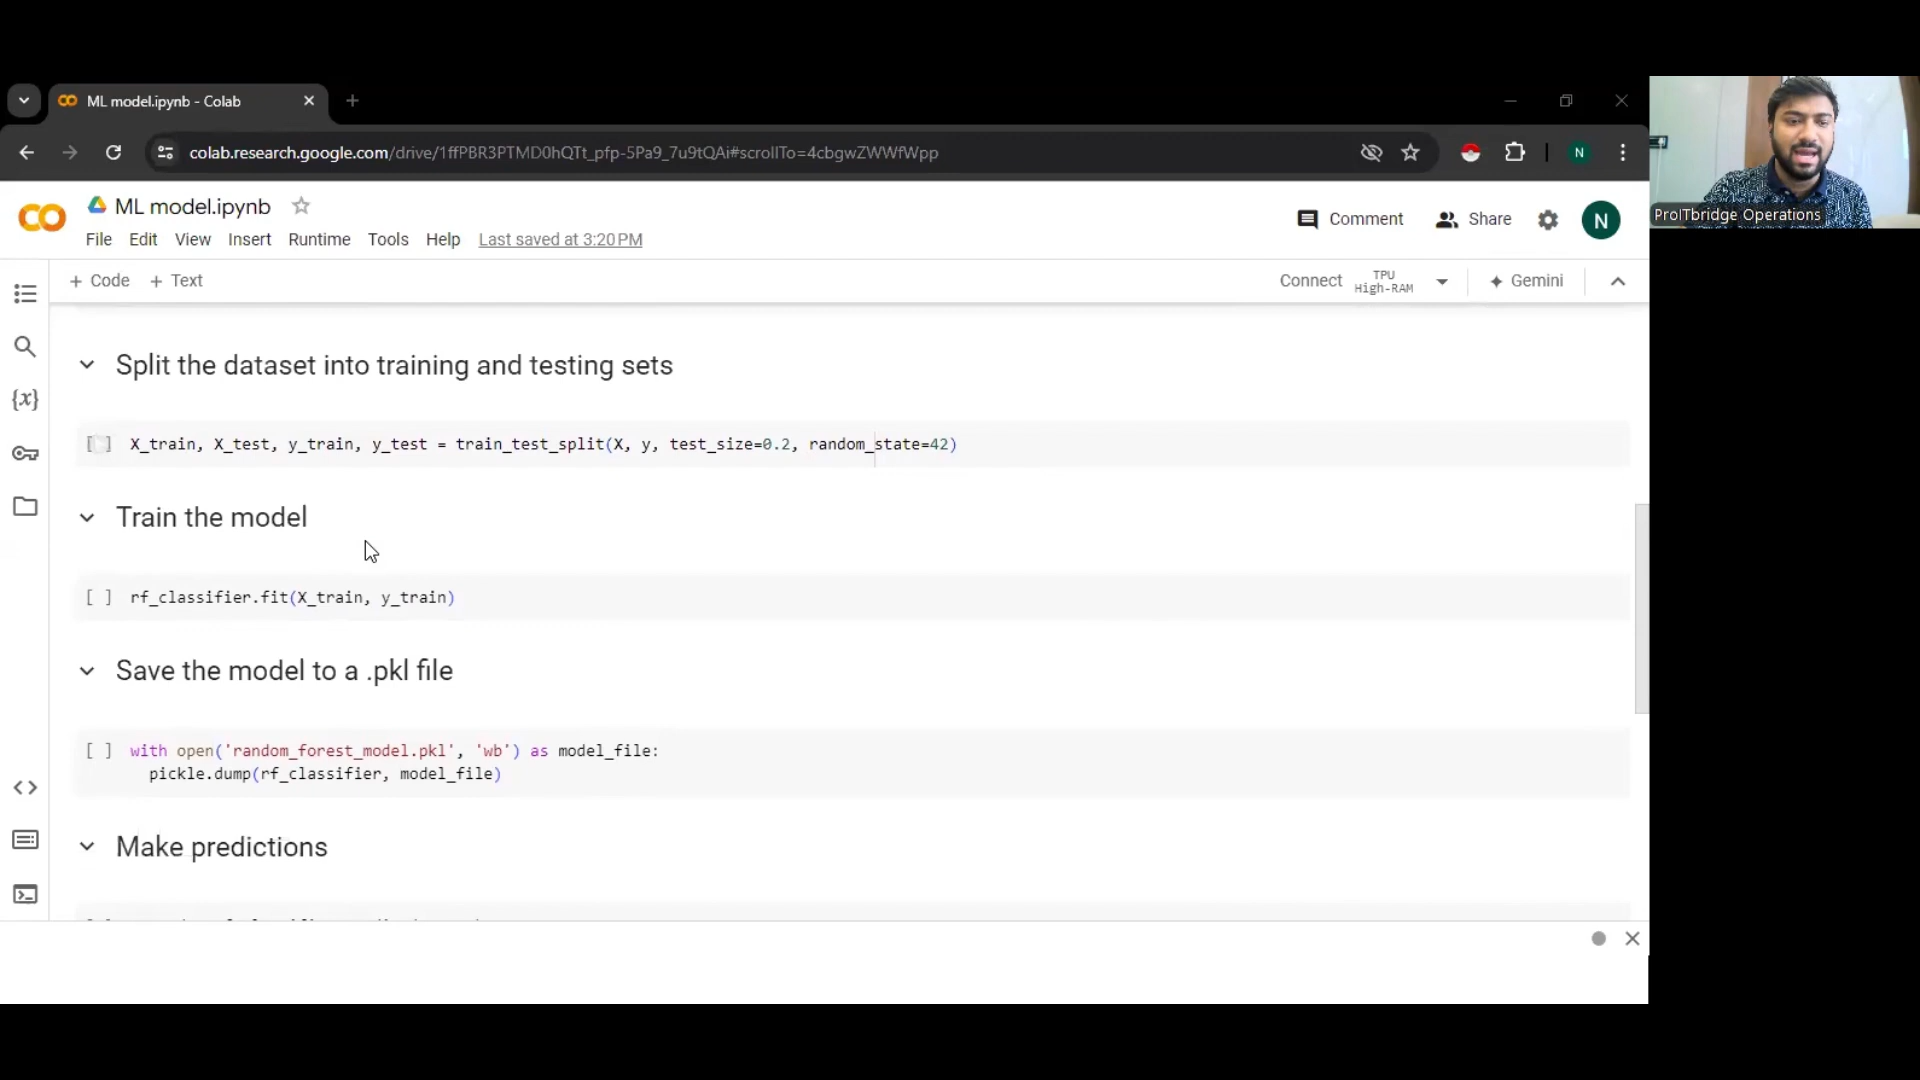 ML model.ipynb - Colab
colab.research.google.com/drive/1ffPBR3PTMD0hQTt_pfp-5Pa9_7u9tQAi#scrollTo=4cbgwZWWfWpp
N
ProITbridge Operations
CO
ML model.ipynb
Comment
Share
N
File Edit View Insert Runtime Tools Help Last saved at 3:20 PM
+ Code + Text
Connect TPU High-RAM
Gemini
Split the dataset into training and testing sets
X_train, X_test, y_train, y_test = train_test_split(X, y, test_size=0.2, random_state=42)
Train the model
[ ] rf_classifier.fit(X_train, y_train)
Save the model to a .pkl file
[ ] with open('random_forest_model.pkl', 'wb') as model_file:
pickle.dump(rf_classifier, model_file)
Make predictions